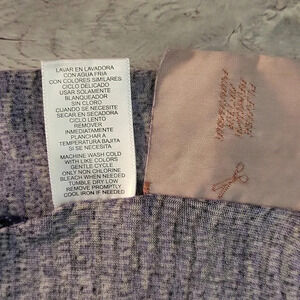 LAVAR EN LAVADORA
CON AGUA FRIA
CON COLORES SIMILARES
CICLO DELICADO
USAR SOLAMENTE
BLANQUEADOR
SIN CLORO
CUANDO SE NECESITE
SECAR EN SECADORA
CICLO LENTO
REMOVER
INMEDIATAMENTE
PLANCHAR A
TEMPERATURA BAJITA
SI SE NECESITA
MACHINE WASH COLD
WITH LIKE COLORS
GENTLE CYCLE
ONLY NON CHLORINE
BLEACH WHEN NEEDED
TUMBLE DRY LOW
REMOVE PROMPTLY
COOL IRON IF NEEDED